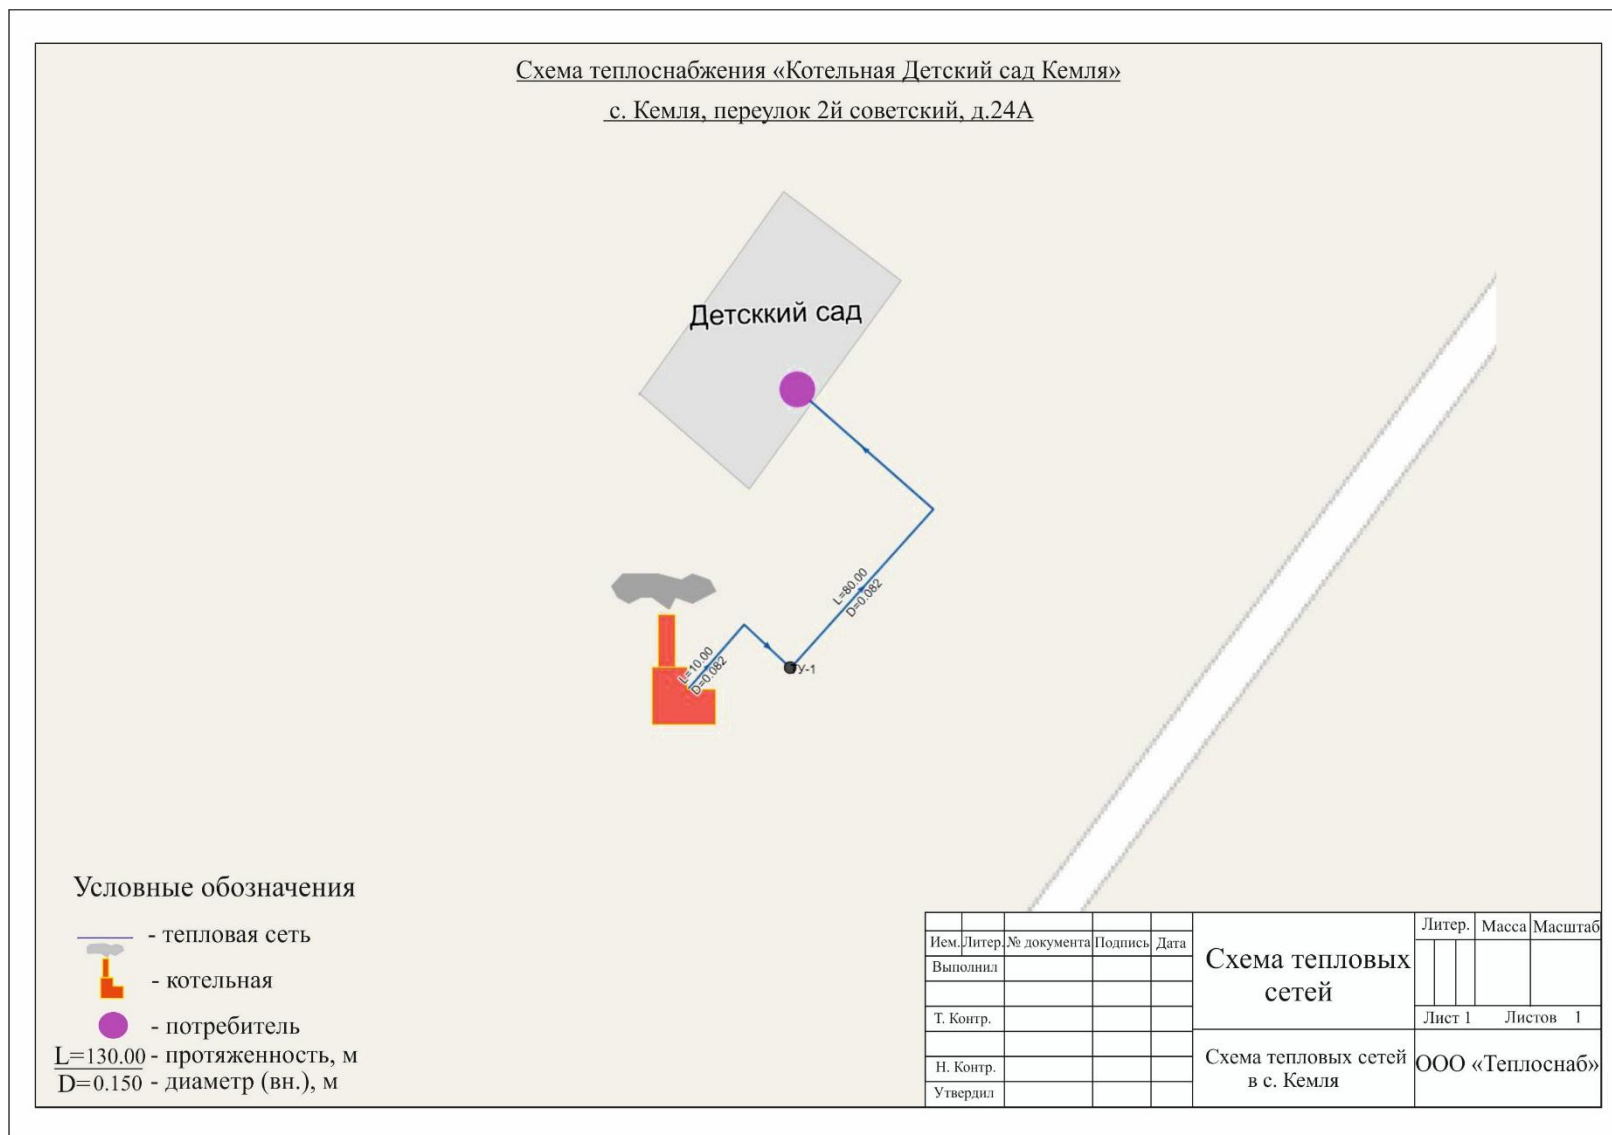 Схема теплоснабжения «Котельная Детский сад Кемля»
с. Кемля, переулок 2й советский, д.24А
Детсккий сад
L=80.00
D=0.082
L=10.00
D=0.082
ТУ-1
Условные обозначения
- тепловая сеть
- котельная
- потребитель
L=130.00 - протяженность, м
D=0.150 - диаметр (вн.), м
Ием. Литер. № документа Подпись Дата
Выполнил
Т. Контр.
Н. Контр.
Утвердил
Схема тепловых
сетей
Схема тепловых сетей
в с. Кемля
Литер. Масса Масштаб
Лист 1 Листов 1
ООО «Теплоснаб»